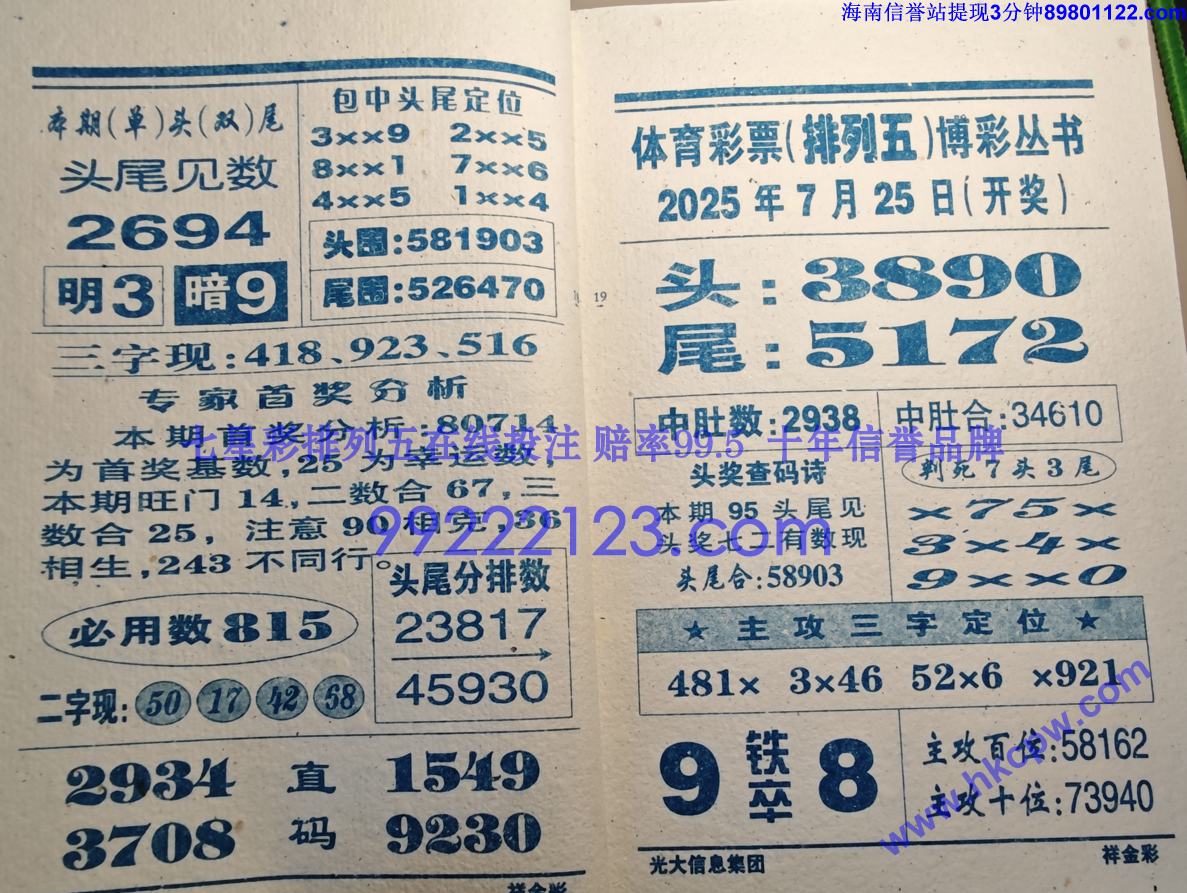 海南信誉站提现3分钟89801122.com
本期(单)头(双)尾
头尾见数
2694
明3 暗9
包中头尾定位
3××9 2××5
8××1 7××6
4××5 1××4
头围:581903
尾围:526470
三字现:418、923、516
专家首奖分析
本期首奖分析:80714
为首奖基数,25为幸运数,
本期旺门14,二数合67,三
数合25,注意90相克,36
相生,243不同行。
必用数815
二字现: 50 17 42 68
头尾分排数
23817
45930
2934 直 1549
3708 码 9230
祥金彩
19
体育彩票(排列五)博彩丛书
2025年7月25日(开奖)
头:3890
尾:5172
中肚数:2938
中肚合:34610
头奖查码诗
本期95头尾见
头奖七二有数现
头尾合:58903
判死7头3尾
×75×
3×4×
9××0
★主攻三字定位★
481× 3×46 52×6 ×921
9 铁卒 8
主攻百位:58162
主攻十位:73940
光大信息集团
祥金彩
七星彩排列五在线投注 赔率99.5 十年信誉品牌
99222123.com
www.hkcpw.com